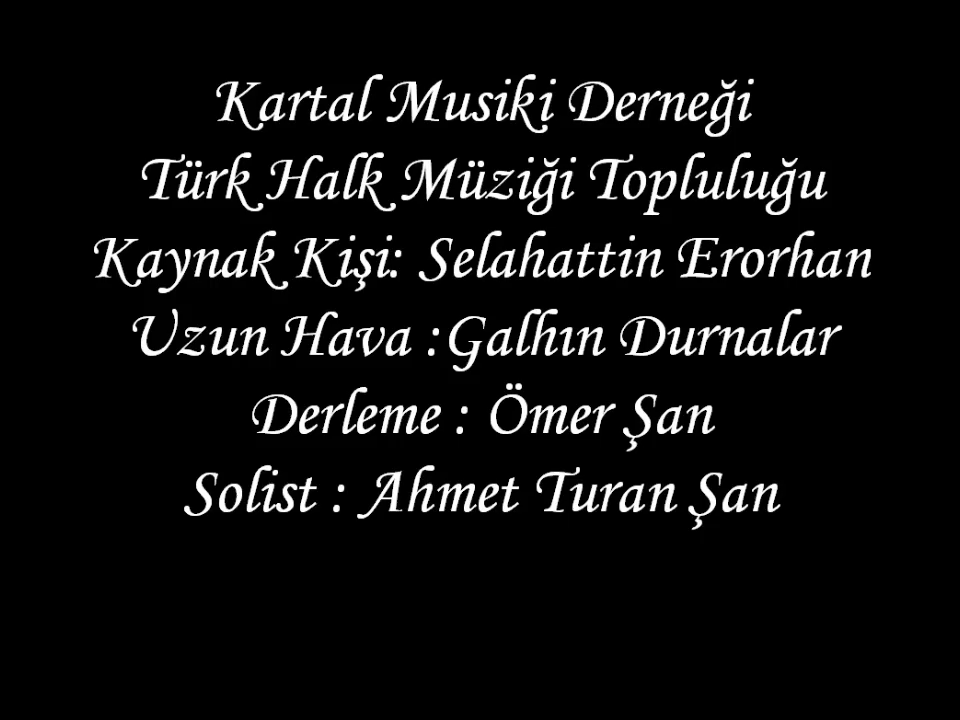 Kartal Musiki Derneği
Türk Halk Müziği Topluluğu
Kaynak Kişi: Selahattin Erorhan
Uzun Hava :Galhın Durnalar
Derleme : Ömer Şan
Solist : Ahmet Turan Şan